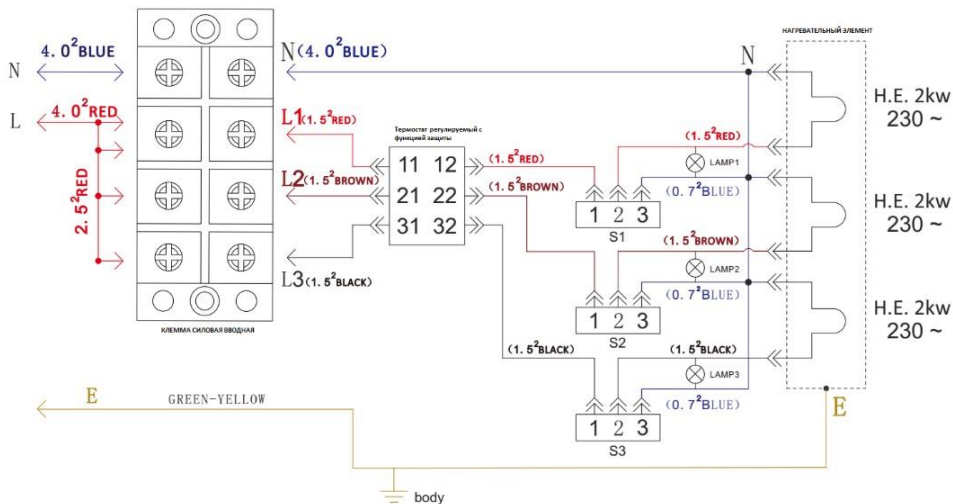 НАГРЕВАТЕЛЬНЫЙ ЭЛЕМЕНТ
4.0²BLUE
N
N(4.0²BLUE)
N
H.E. 2kw
230 ~
4.0²RED
L
L1(1.5²RED)
Термостат регулируемый с
функцией защиты
(1.5²RED)
(1.5²RED)
LAMP1
11 12
L2(1.5²BROWN)
21 22
(1.5²BROWN)
(0.7²BLUE)
1 2 3
S1
H.E. 2kw
230 ~
2.5²RED
31 32
(1.5²BROWN)
LAMP2
L3(1.5²BLACK)
(0.7²BLUE)
1 2 3
S2
H.E. 2kw
230 ~
КЛЕММА СИЛОВАЯ ВВОДНАЯ
(1.5²BLACK)
(1.5²BLACK)
LAMP3
E
GREEN-YELLOW
(0.7²BLUE)
E
1 2 3
S3
body